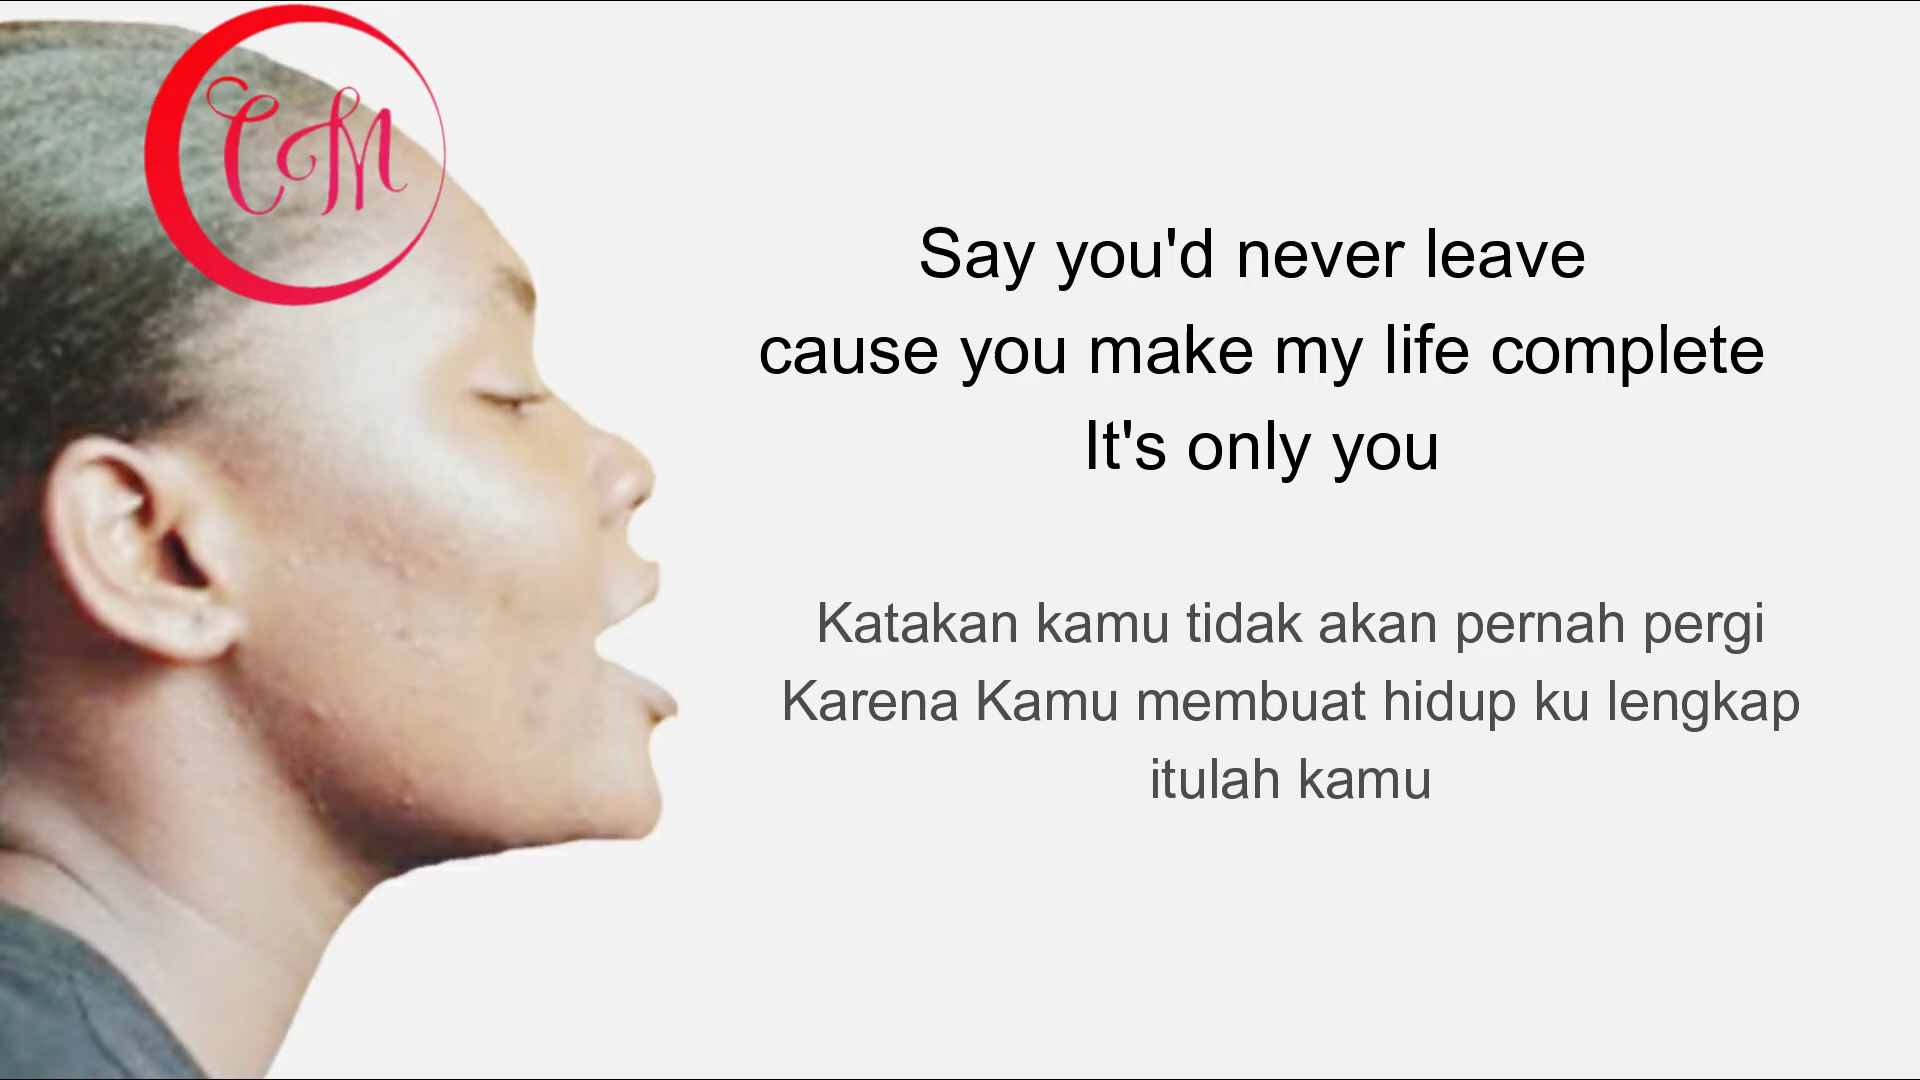 CM
Say you'd never leave
cause you make my life complete
It's only you
Katakan kamu tidak akan pernah pergi
Karena Kamu membuat hidup ku lengkap
itulah kamu